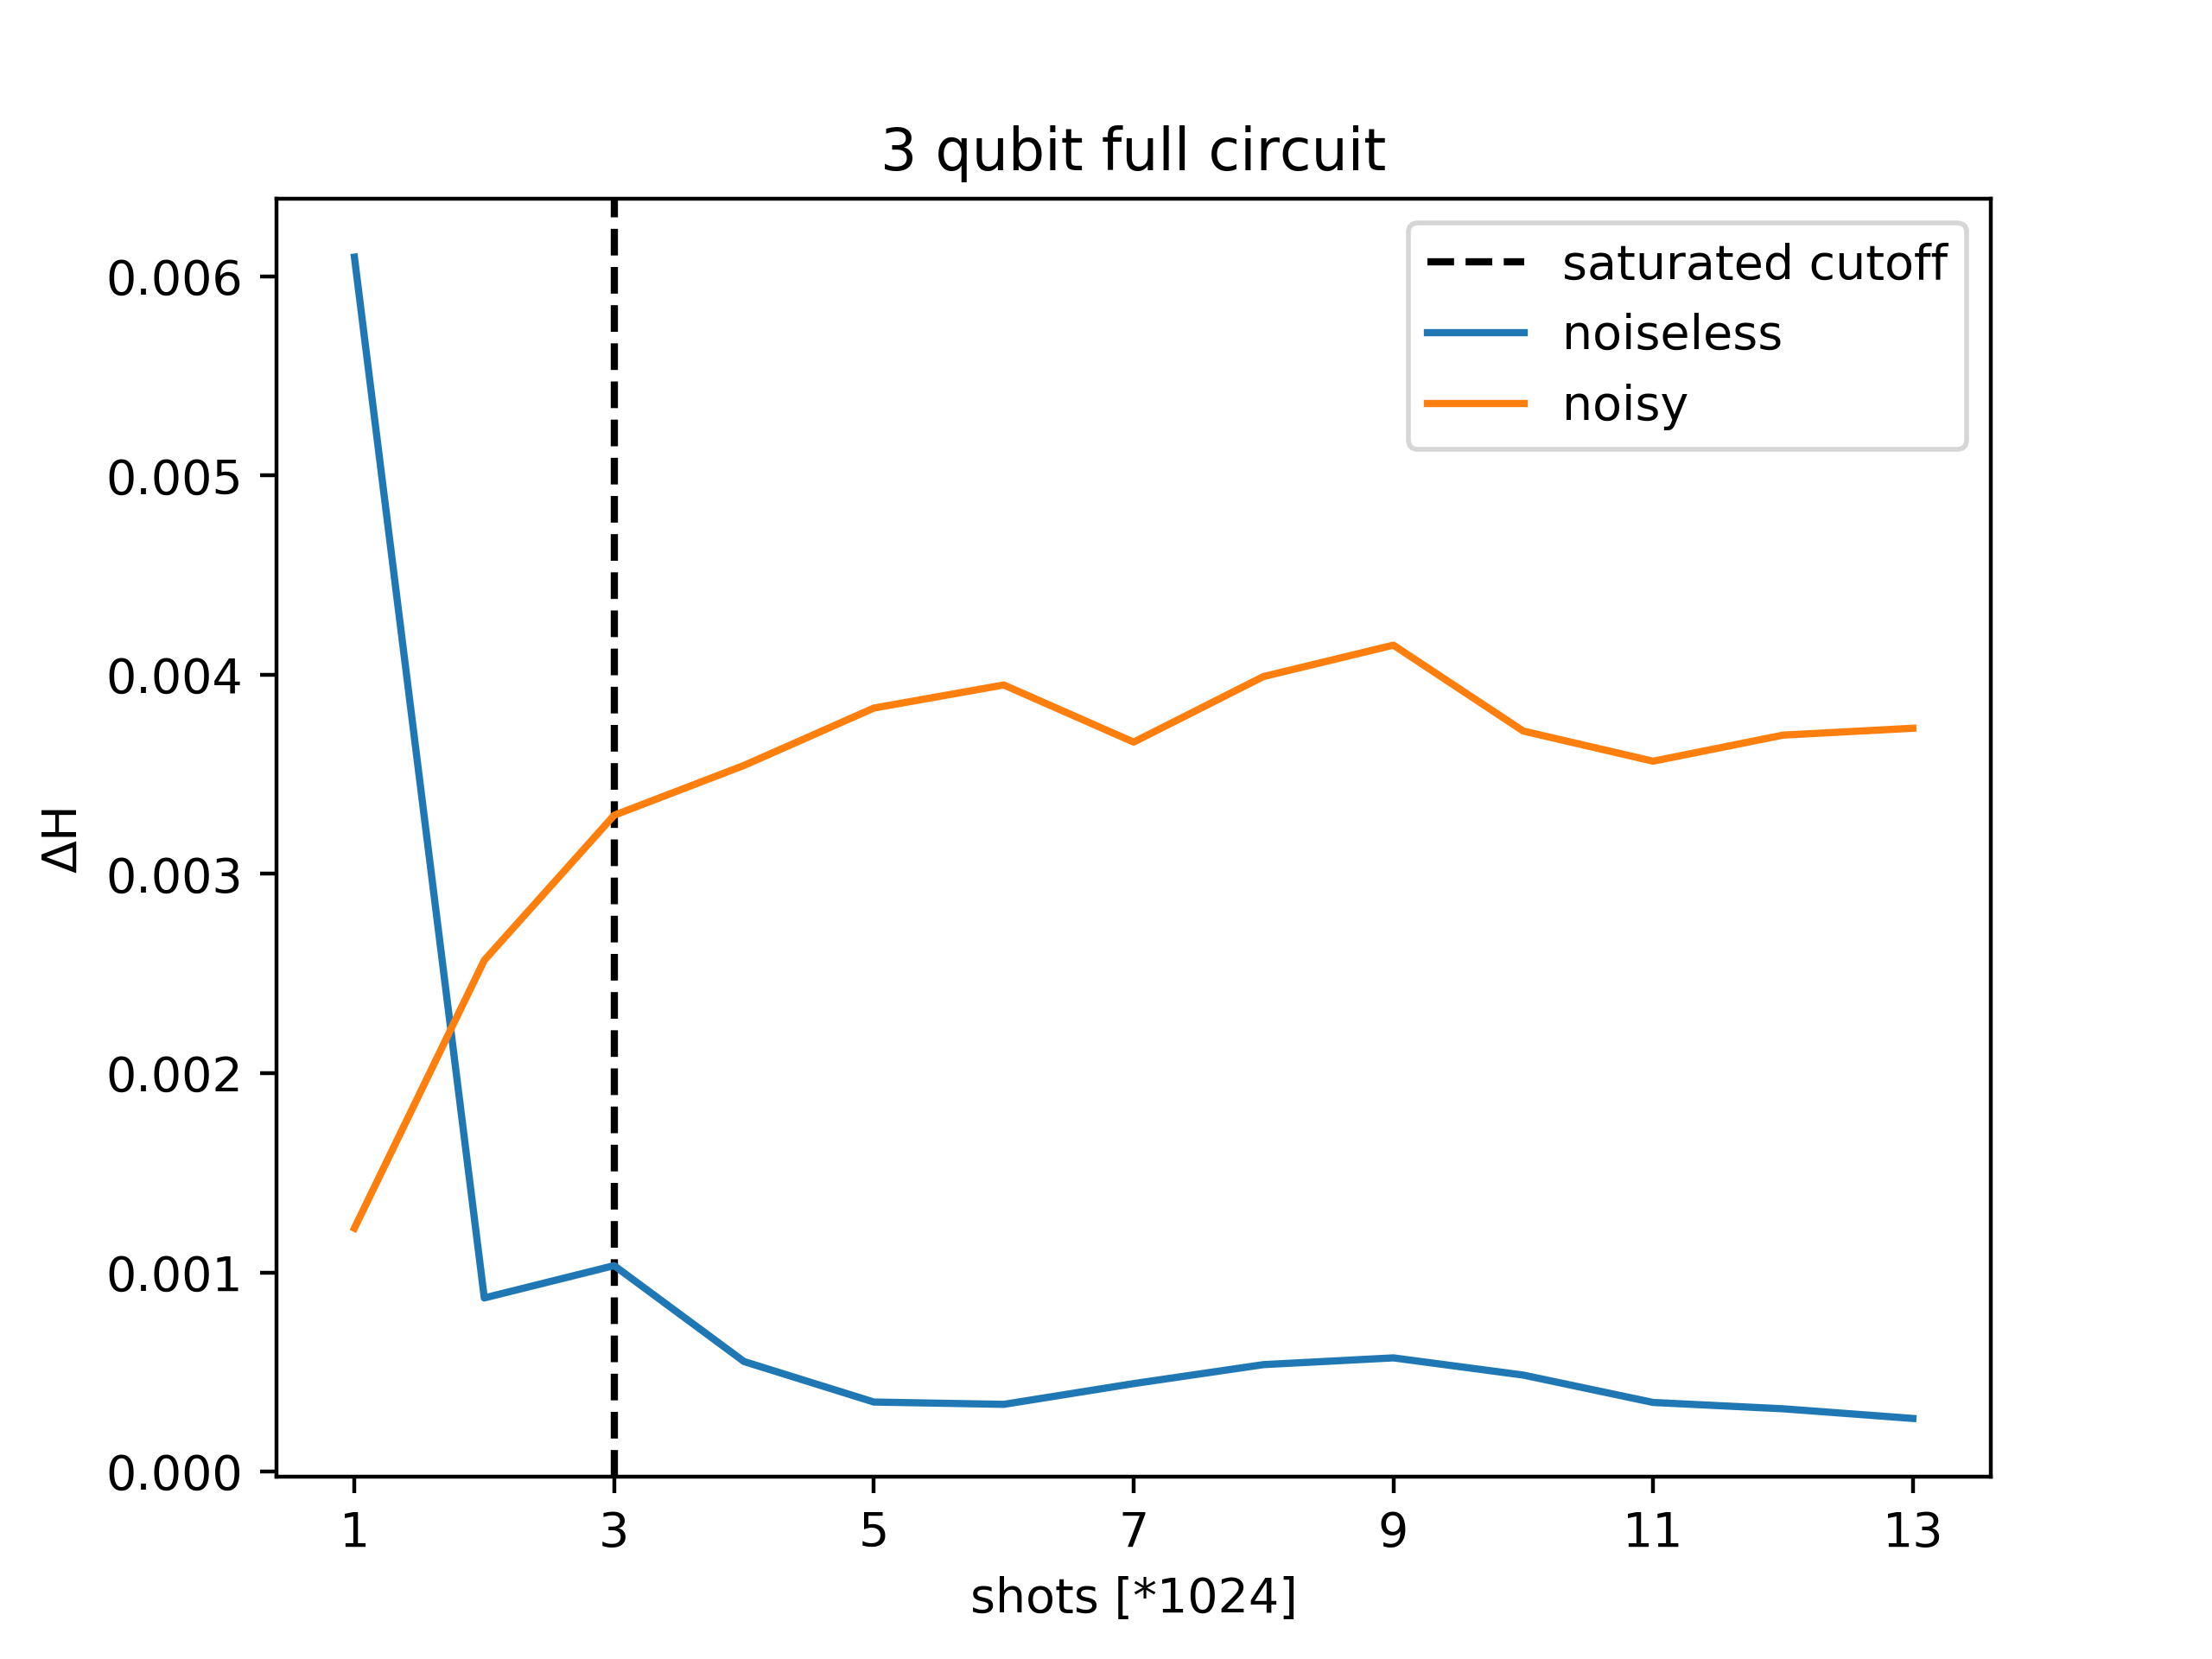 3 qubit full circuit
saturated cutoff
noiseless
noisy
0.006
0.005
0.004
0.003
0.002
0.001
0.000
ΔH
1 3 5 7 9 11 13
shots [*1024]